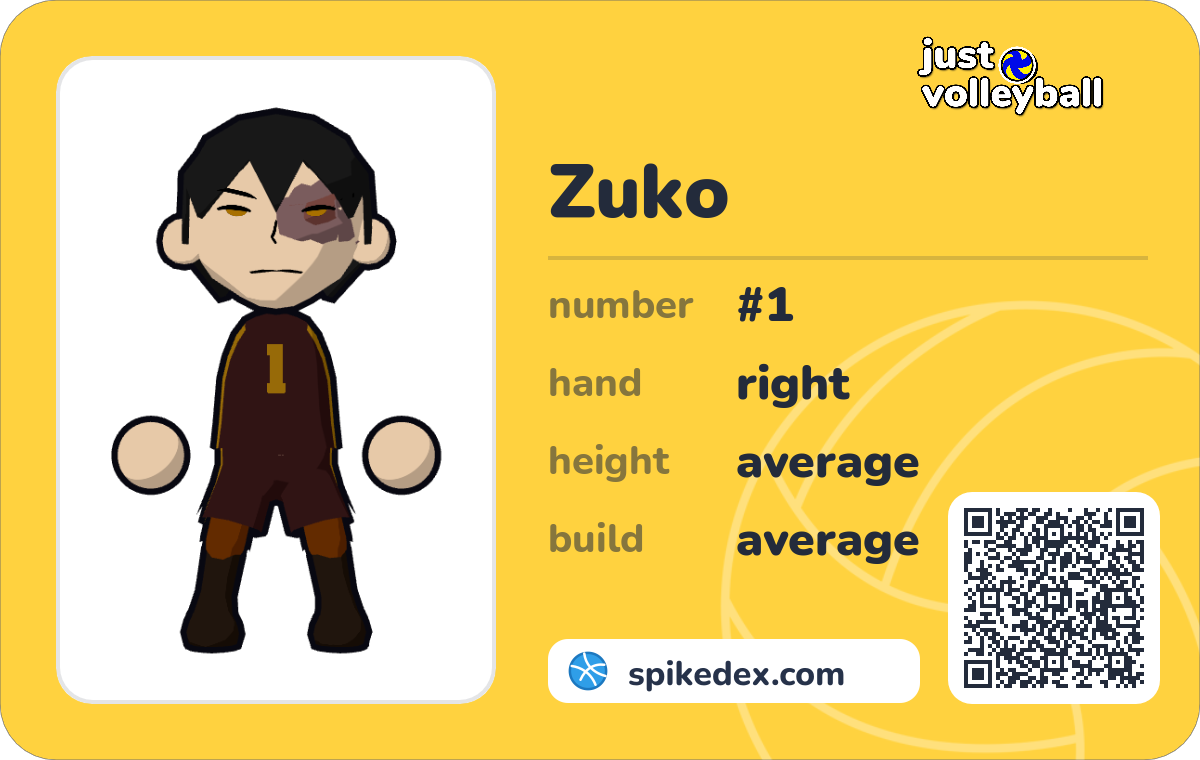 just
volleyball
Zuko
number #1
hand right
height average
build average
1
spikedex.com